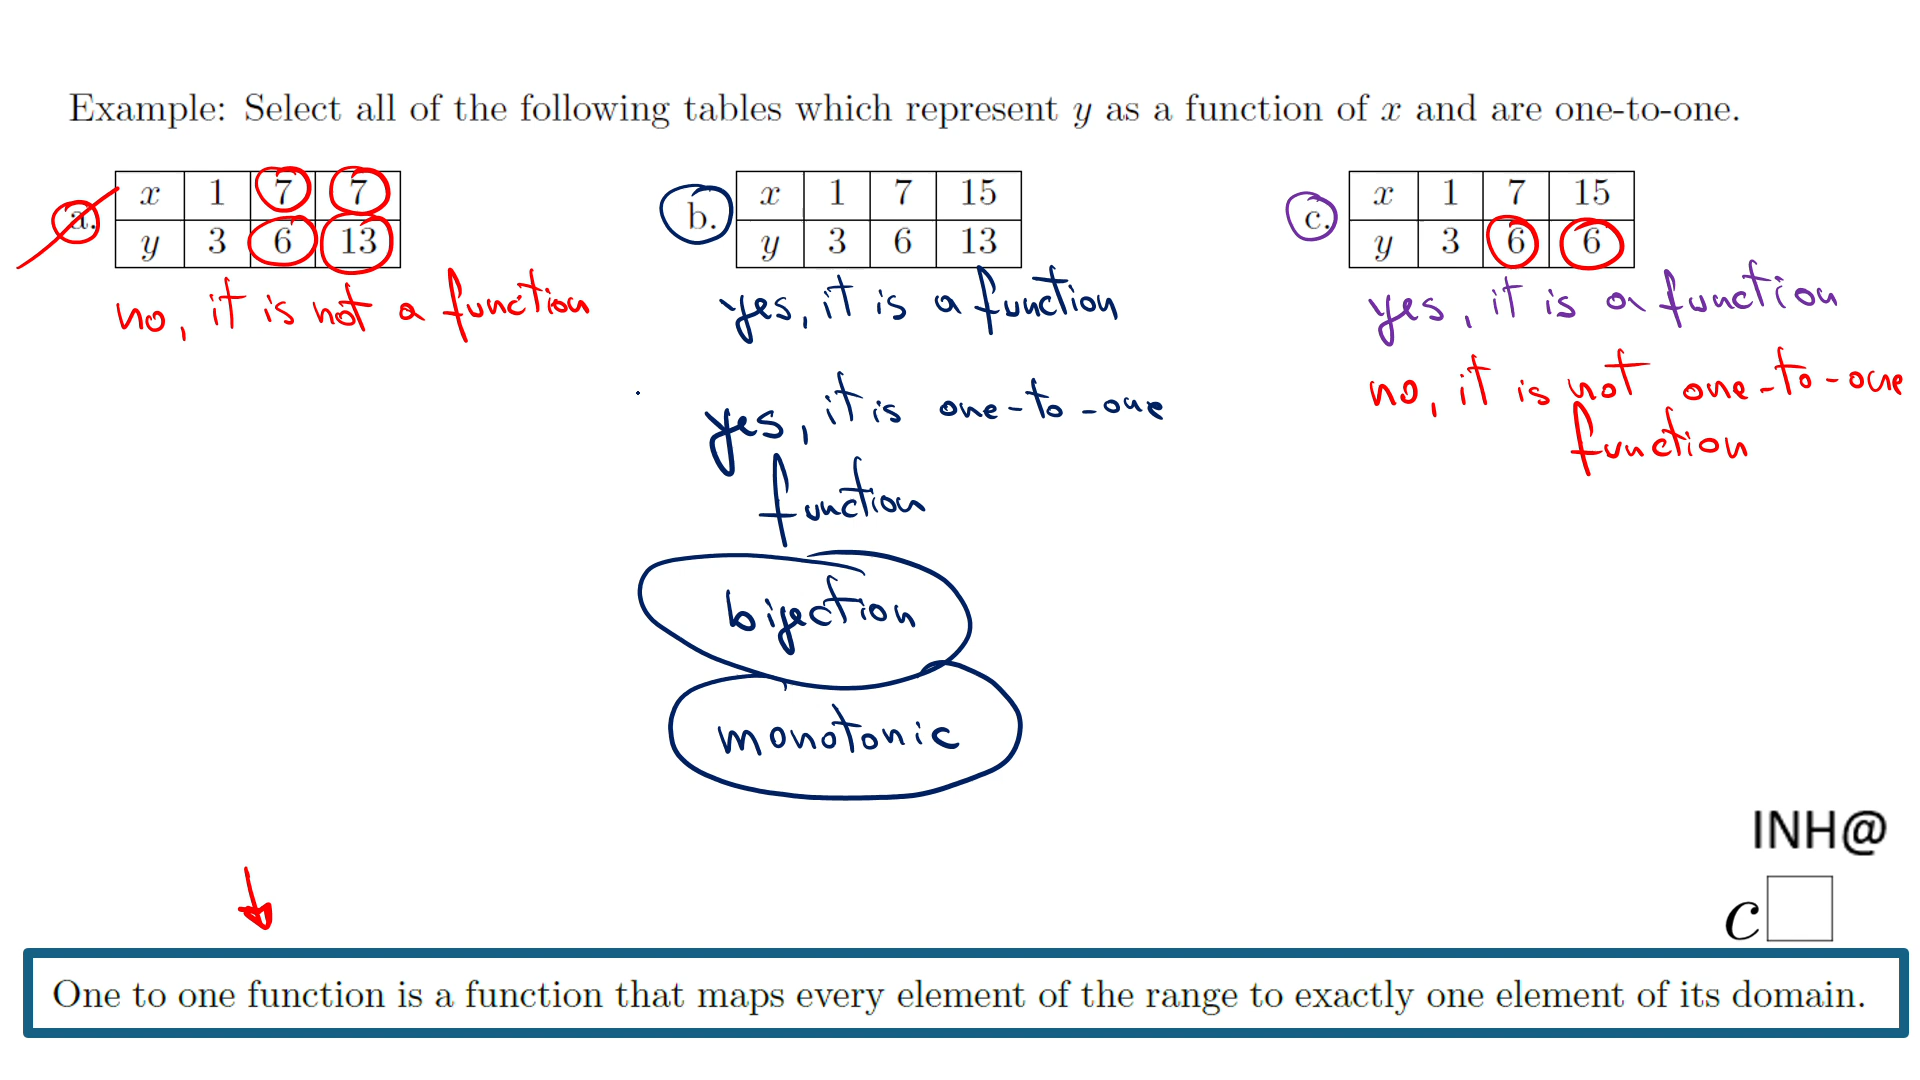 Example: Select all of the following tables which represent y as a function of x and are one-to-one.
a.
x 1 7 7
y 3 6 13
no, it is not a function
b.
x 1 7 15
y 3 6 13
yes, it is a function
yes, it is one-to-one
function
bijection
monotonic
c.
x 1 7 15
y 3 6 6
yes, it is a function
no, it is not one-to-one
function
INH@
c
One to one function is a function that maps every element of the range to exactly one element of its domain.